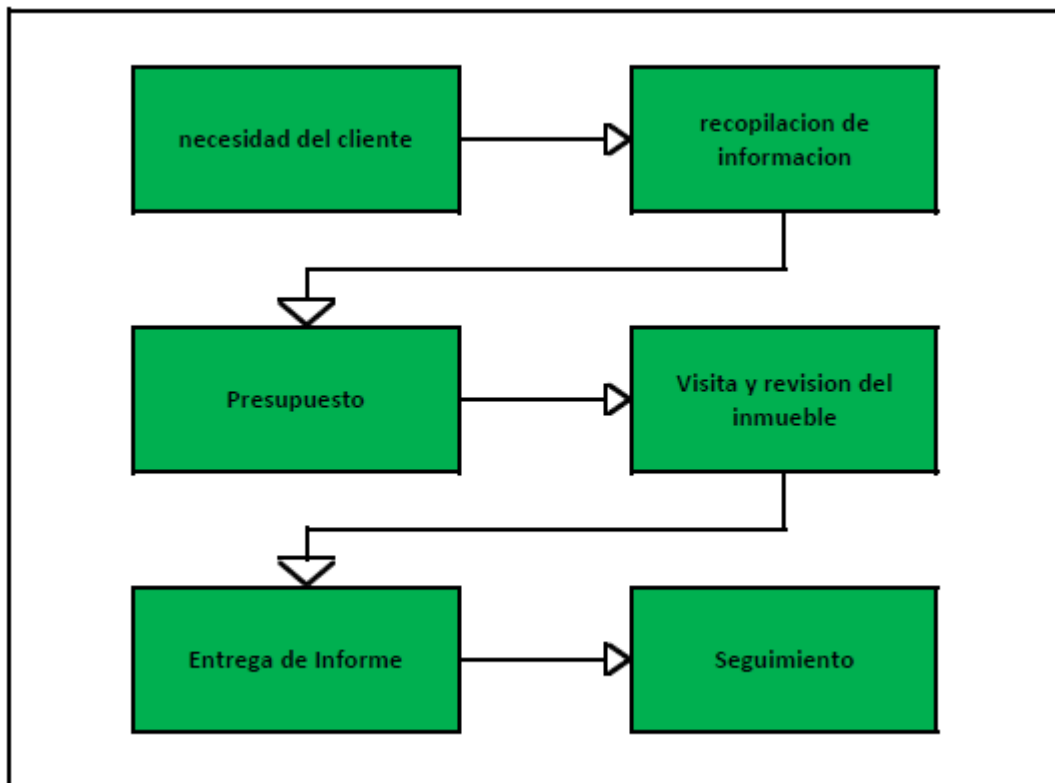 necesidad del cliente
recopilacion de
informacion
Presupuesto
Visita y revision del
inmueble
Entrega de Informe
Seguimiento